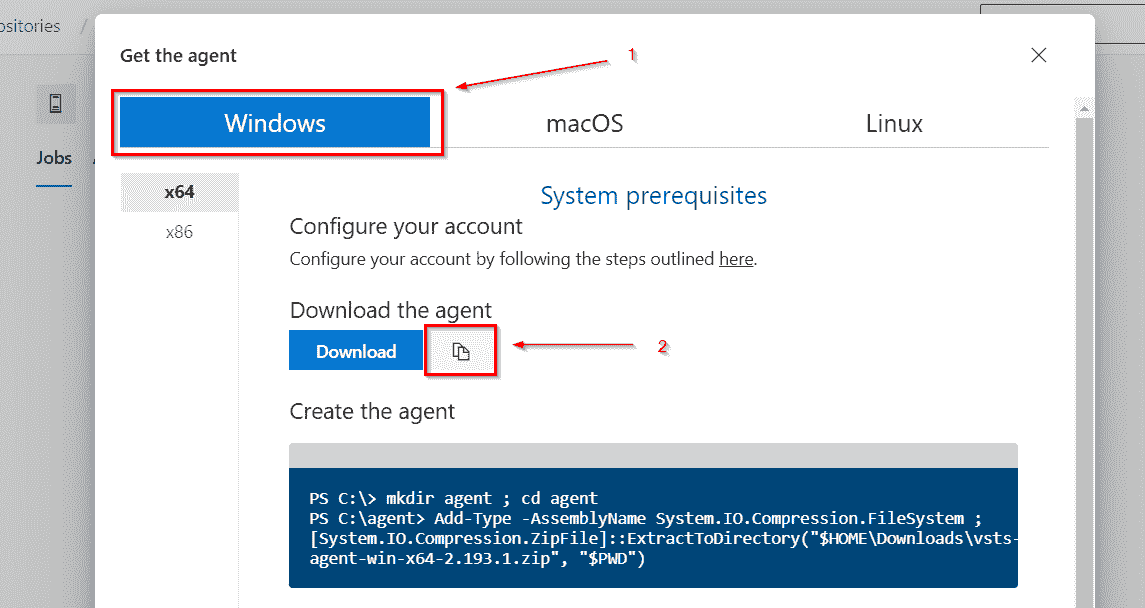 ositories /
Get the agent
1
Windows
macOS
Linux
Jobs
x64
x86
System prerequisites
Configure your account
Configure your account by following the steps outlined here.
Download the agent
Download
2
Create the agent
PS C:\> mkdir agent ; cd agent
PS C:\agent> Add-Type -AssemblyName System.IO.Compression.FileSystem ;
[System.IO.Compression.ZipFile]::ExtractToDirectory("$HOME\Downloads\vsts-
agent-win-x64-2.193.1.zip", "$PWD")